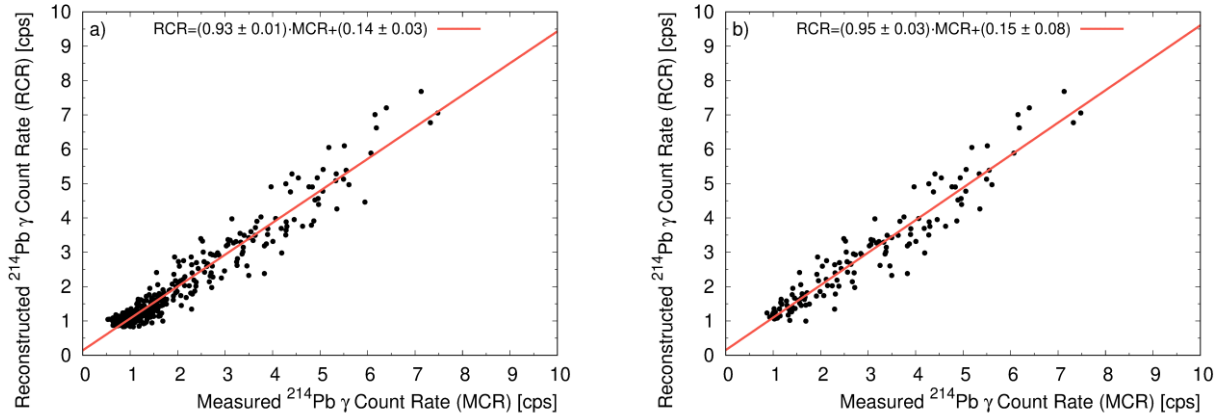 a) RCR=(0.93 ± 0.01)·MCR+(0.14 ± 0.03)
Reconstructed ²¹⁴Pb γ Count Rate (RCR) [cps]
10
9
8
7
6
5
4
3
2
1
0
0 1 2 3 4 5 6 7 8 9 10
Measured ²¹⁴Pb γ Count Rate (MCR) [cps]
b) RCR=(0.95 ± 0.03)·MCR+(0.15 ± 0.08)
Reconstructed ²¹⁴Pb γ Count Rate (RCR) [cps]
10
9
8
7
6
5
4
3
2
1
0
0 1 2 3 4 5 6 7 8 9 10
Measured ²¹⁴Pb γ Count Rate (MCR) [cps]